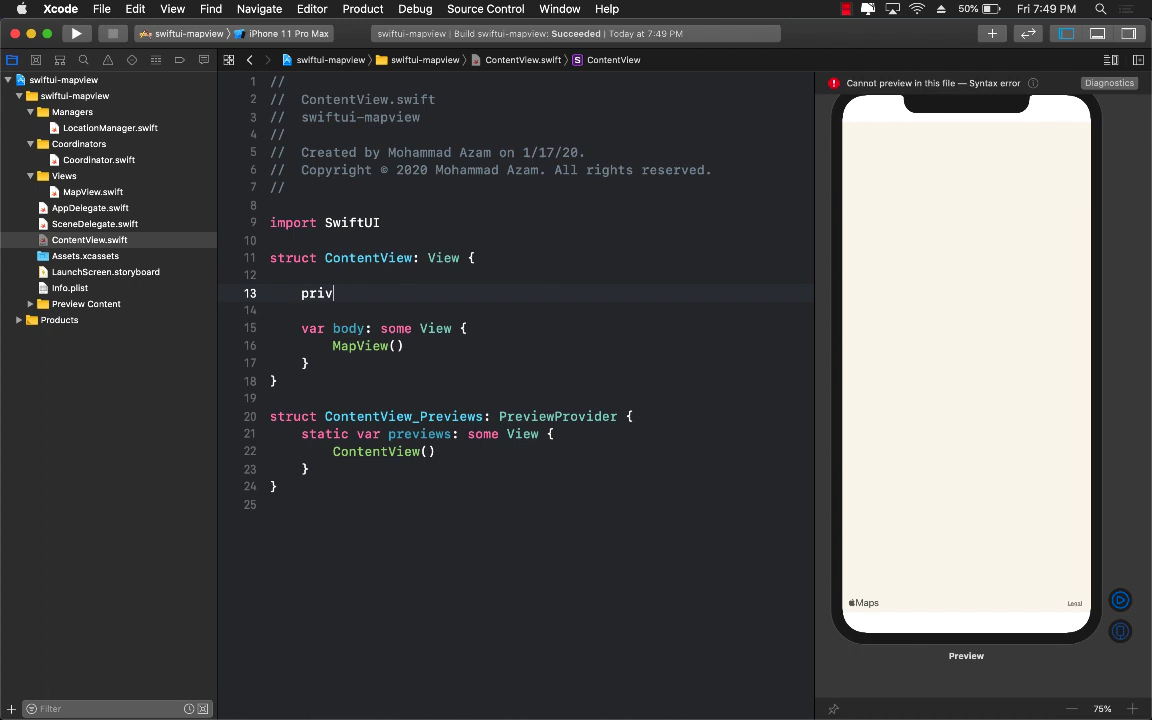 Xcode File Edit View Find Navigate Editor Product Debug Source Control Window Help 50% Fri 7:49 PM
swiftui-mapview iPhone 11 Pro Max swiftui-mapview | Build swiftui-mapview: Succeeded | Today at 7:49 PM
swiftui-mapview swiftui-mapview ContentView.swift S ContentView
swiftui-mapview
swiftui-mapview
Managers
LocationManager.swift
Coordinators
Coordinator.swift
Views
MapView.swift
AppDelegate.swift
SceneDelegate.swift
ContentView.swift
Assets.xcassets
LaunchScreen.storyboard
Info.plist
Preview Content
Products
Filter
1 //
2 // ContentView.swift
3 // swiftui-mapview
4 //
5 // Created by Mohammad Azam on 1/17/20.
6 // Copyright © 2020 Mohammad Azam. All rights reserved.
7 //
8
9 import SwiftUI
10
11 struct ContentView: View {
12
13 priv
14
15 var body: some View {
16 MapView()
17 }
18 }
19
20 struct ContentView_Previews: PreviewProvider {
21 static var previews: some View {
22 ContentView()
23 }
24 }
25
Cannot preview in this file — Syntax error Diagnostics
Maps Legal
Preview
75%